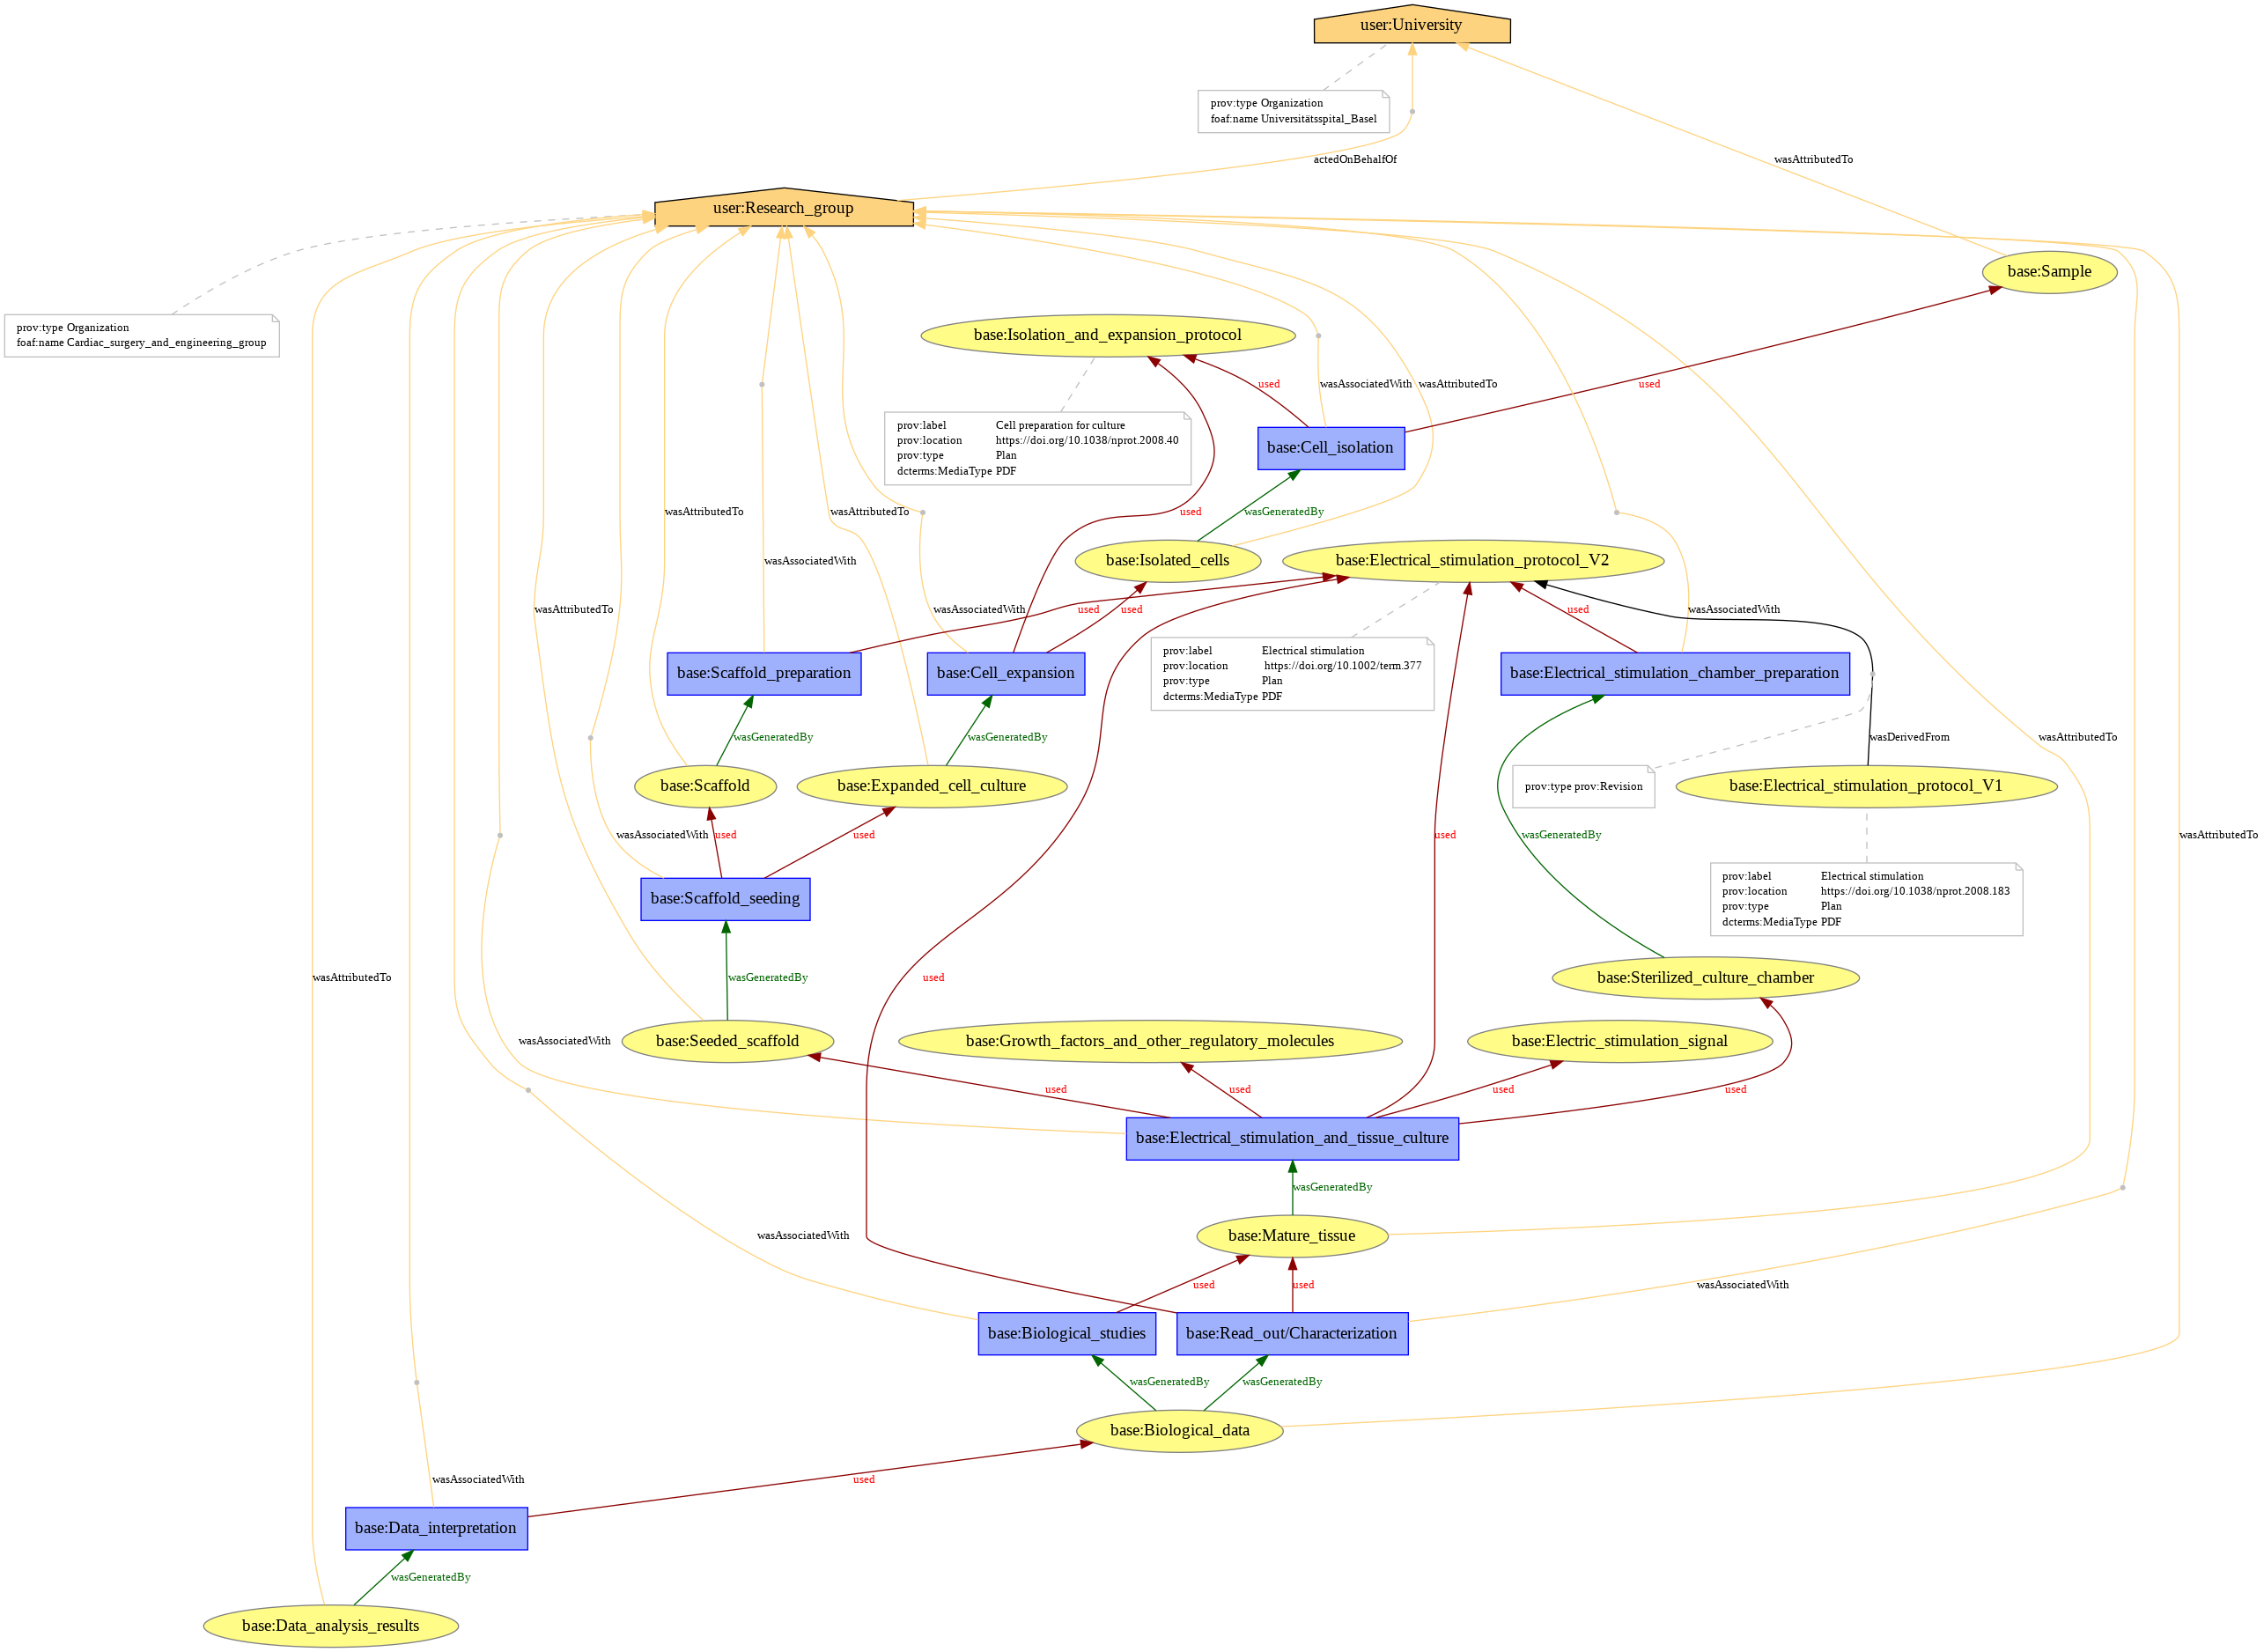 user:University
prov:type Organization
foaf:name Universitätsspital_Basel
actedOnBehalfOf
wasAttributedTo
user:Research_group
base:Sample
prov:type Organization
foaf:name Cardiac_surgery_and_engineering_group
base:Isolation_and_expansion_protocol
used
wasAssociatedWith
wasAttributedTo
used
prov:label Cell preparation for culture
prov:location https://doi.org/10.1038/nprot.2008.40
prov:type Plan
dcterms:MediaType PDF
base:Cell_isolation
wasAttributedTo
wasAttributedTo
used
wasGeneratedBy
wasAssociatedWith
base:Isolated_cells
base:Electrical_stimulation_protocol_V2
wasAttributedTo
wasAssociatedWith
used
used
used
wasAssociatedWith
prov:label Electrical stimulation
prov:location https://doi.org/10.1002/term.377
prov:type Plan
dcterms:MediaType PDF
base:Scaffold_preparation
base:Cell_expansion
base:Electrical_stimulation_chamber_preparation
wasGeneratedBy
wasGeneratedBy
wasDerivedFrom
wasAttributedTo
base:Scaffold
base:Expanded_cell_culture
prov:type prov:Revision
base:Electrical_stimulation_protocol_V1
wasAssociatedWith
used
used
used
wasGeneratedBy
wasAttributedTo
base:Scaffold_seeding
prov:label Electrical stimulation
prov:location https://doi.org/10.1038/nprot.2008.183
prov:type Plan
dcterms:MediaType PDF
wasAttributedTo
wasGeneratedBy
used
base:Sterilized_culture_chamber
wasAssociatedWith
base:Seeded_scaffold
base:Growth_factors_and_other_regulatory_molecules
base:Electric_stimulation_signal
used
used
used
used
base:Electrical_stimulation_and_tissue_culture
wasGeneratedBy
wasAssociatedWith
base:Mature_tissue
used
used
wasAssociatedWith
base:Biological_studies
base:Read_out/Characterization
wasGeneratedBy
wasGeneratedBy
base:Biological_data
wasAssociatedWith
used
base:Data_interpretation
wasGeneratedBy
base:Data_analysis_results